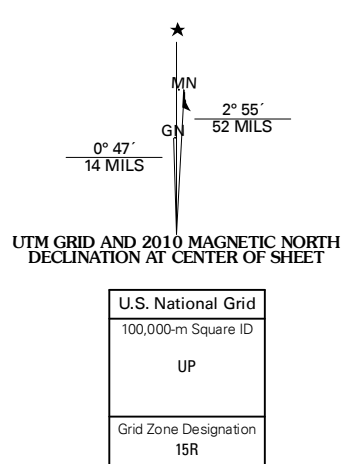 MN
GN
2° 55´
52 MILS
0° 47´
14 MILS
UTM GRID AND 2010 MAGNETIC NORTH
DECLINATION AT CENTER OF SHEET
U.S. National Grid
100,000-m Square ID
UP
Grid Zone Designation
15R